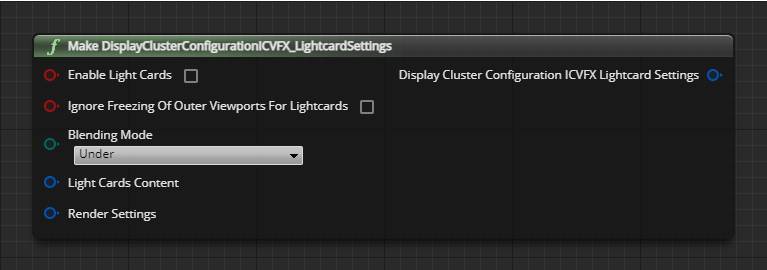 Make DisplayClusterConfigurationICVFX_LightcardSettings
Enable Light Cards
Display Cluster Configuration ICVFX Lightcard Settings
Ignore Freezing Of Outer Viewports For Lightcards
Blending Mode
Under
Light Cards Content
Render Settings